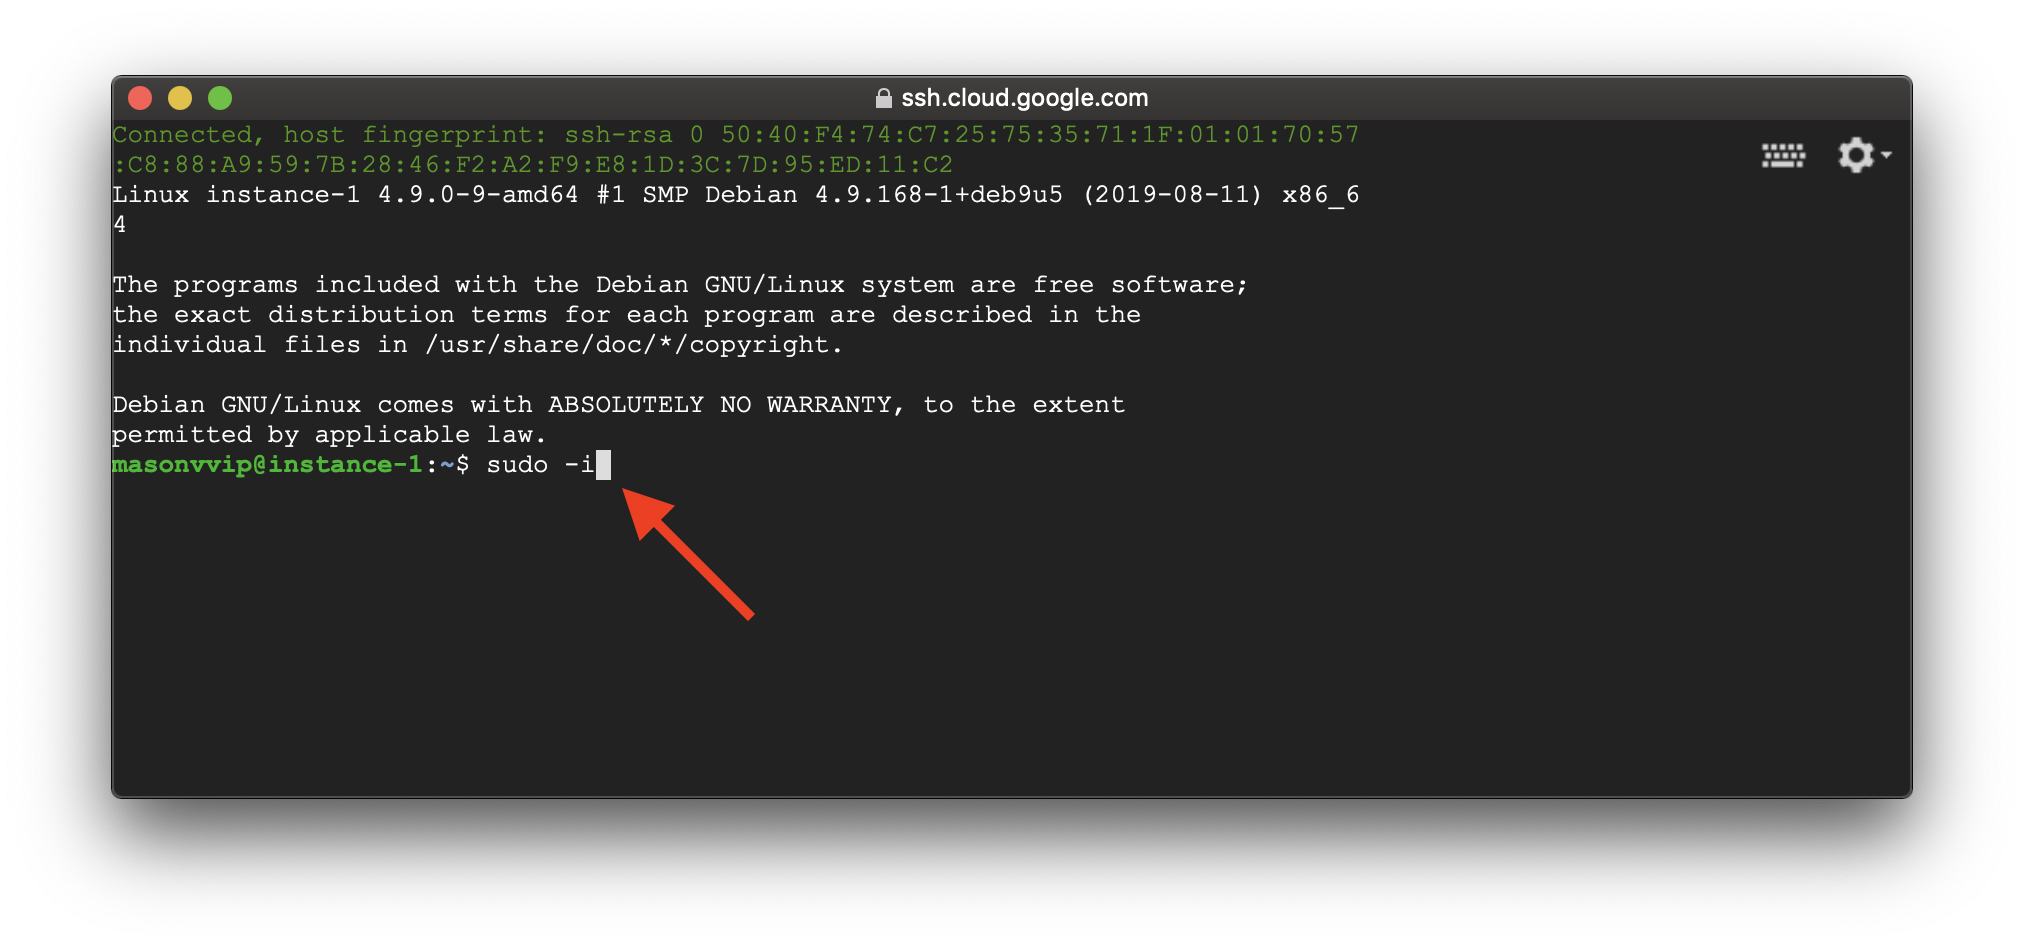 ssh.cloud.google.com
Connected, host fingerprint: ssh-rsa 0 50:40:F4:74:C7:25:75:35:71:1F:01:01:70:57
:C8:88:A9:59:7B:28:46:F2:A2:F9:E8:1D:3C:7D:95:ED:11:C2
Linux instance-1 4.9.0-9-amd64 #1 SMP Debian 4.9.168-1+deb9u5 (2019-08-11) x86_6
4
The programs included with the Debian GNU/Linux system are free software;
the exact distribution terms for each program are described in the
individual files in /usr/share/doc/*/copyright.
Debian GNU/Linux comes with ABSOLUTELY NO WARRANTY, to the extent
permitted by applicable law.
masonvvip@instance-1:~$ sudo -i